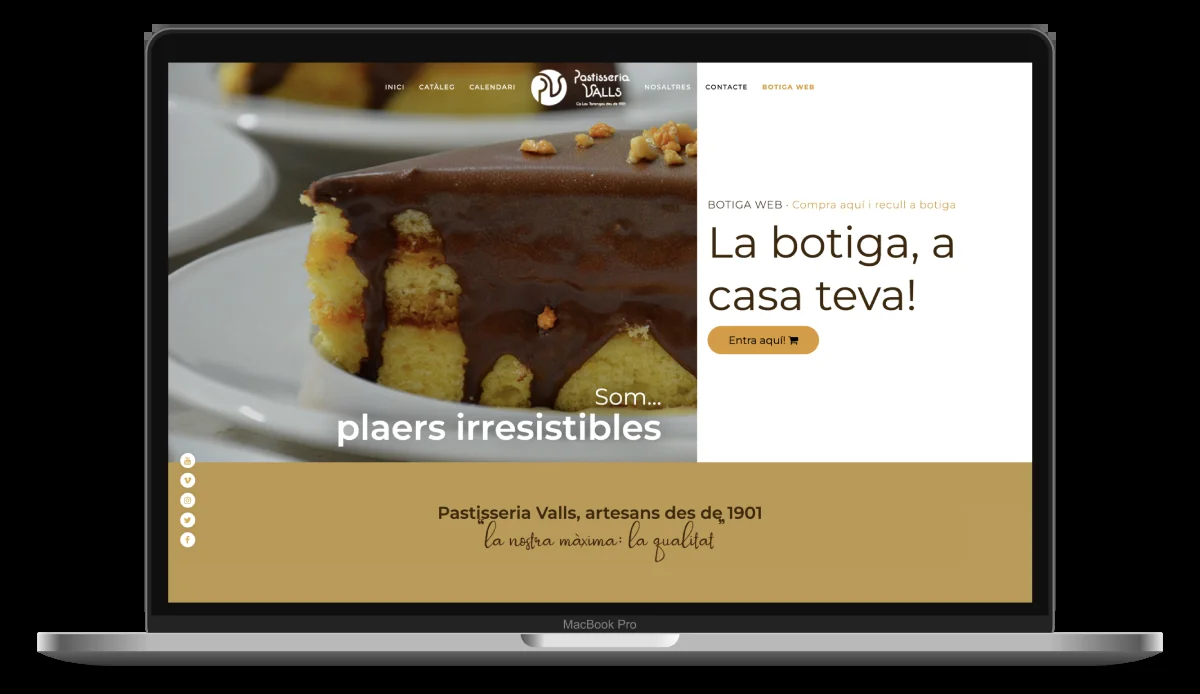 INICI
CATÀLEG
CALENDARI
Pastisseria
VALLS
NOSALTRES
CONTACTE
BOTIGA WEB
BOTIGA WEB - Compra aquí i recull a botiga
La botiga, a
casa teva!
Entra aquí!
Som...
plaers irresistibles
Pastisseria Valls, artesans des de 1901
“la nostra màxima: la qualitat”
MacBook Pro